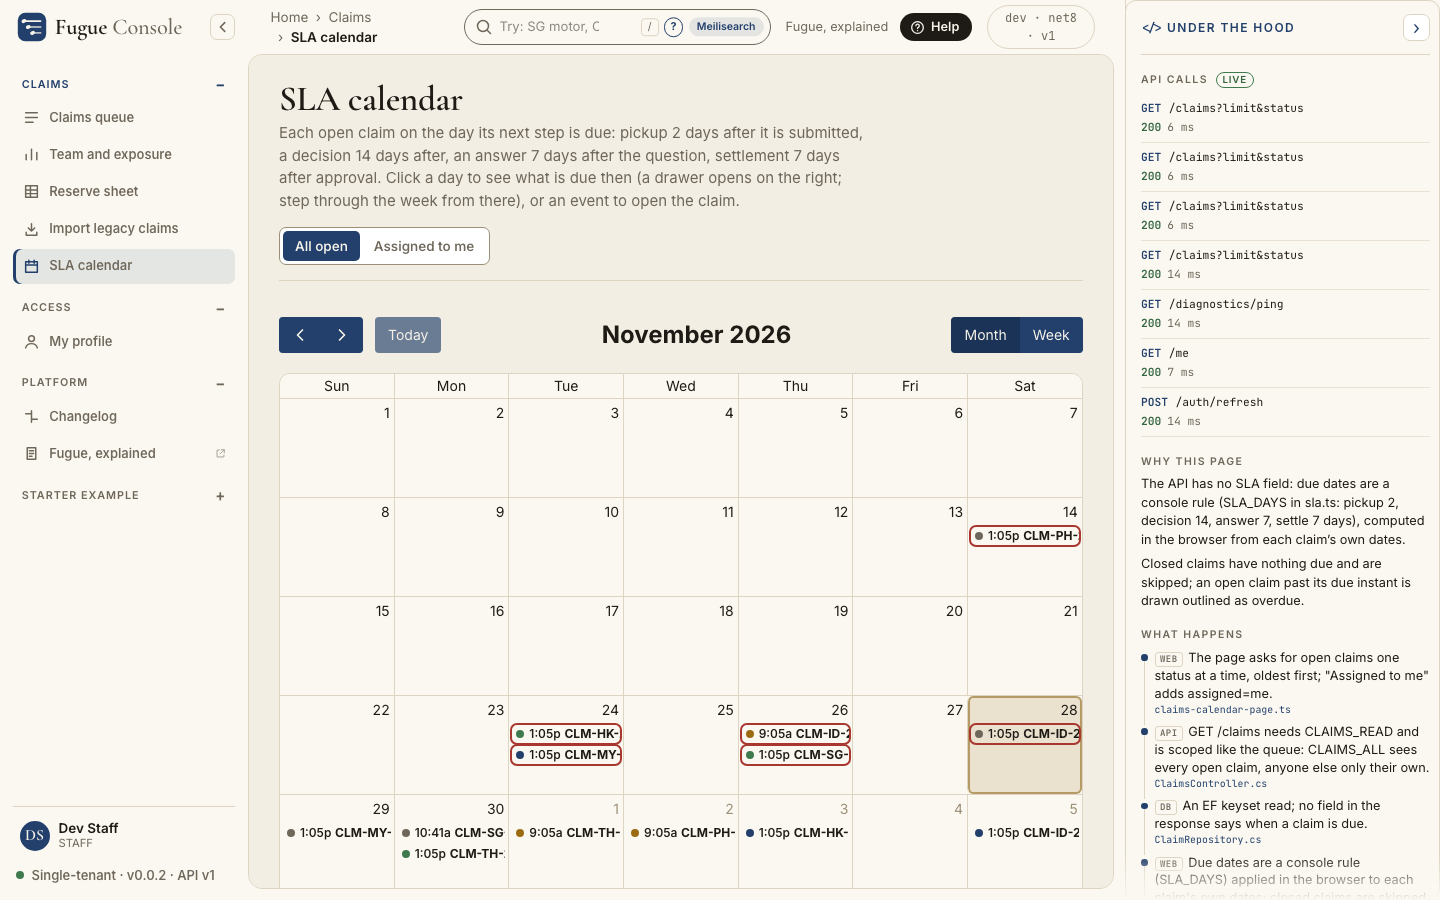 Fugue Console
CLAIMS
Claims queue
Team and exposure
Reserve sheet
Import legacy claims
SLA calendar
ACCESS
My profile
PLATFORM
Changelog
Fugue, explained
STARTER EXAMPLE
Dev Staff
STAFF
DS
Single-tenant · v0.0.2 · API v1
Home › Claims
› SLA calendar
Try: SG motor, C
/
?
Meilisearch
Fugue, explained
Help
dev · net8
· v1
SLA calendar
Each open claim on the day its next step is due: pickup 2 days after it is submitted,
a decision 14 days after, an answer 7 days after the question, settlement 7 days
after approval. Click a day to see what is due then (a drawer opens on the right;
step through the week from there), or an event to open the claim.
All open
Assigned to me
Today
November 2026
Month
Week
Sun Mon Tue Wed Thu Fri Sat
1 2 3 4 5 6 7
8 9 10 11 12 13 14
1:05p CLM-PH-
15 16 17 18 19 20 21
22 23 24 25 26 27 28
1:05p CLM-HK- 9:05a CLM-ID-2 1:05p CLM-ID-2
1:05p CLM-MY- 1:05p CLM-SG-
29 30 1 2 3 4 5
1:05p CLM-MY- 10:41a CLM-SG 9:05a CLM-TH- 9:05a CLM-PH- 1:05p CLM-HK- 1:05p CLM-ID-2
1:05p CLM-TH-
</> UNDER THE HOOD
API CALLS LIVE
GET /claims?limit&status
200 6 ms
GET /claims?limit&status
200 6 ms
GET /claims?limit&status
200 6 ms
GET /claims?limit&status
200 14 ms
GET /diagnostics/ping
200 14 ms
GET /me
200 7 ms
POST /auth/refresh
200 14 ms
WHY THIS PAGE
The API has no SLA field: due dates are a
console rule (SLA_DAYS in sla.ts: pickup 2,
decision 14, answer 7, settle 7 days), computed
in the browser from each claim's own dates.
Closed claims have nothing due and are
skipped; an open claim past its due instant is
drawn outlined as overdue.
WHAT HAPPENS
WEB The page asks for open claims one
status at a time, oldest first; "Assigned to me"
adds assigned=me.
claims-calendar-page.ts
API GET /claims needs CLAIMS_READ and
is scoped like the queue: CLAIMS_ALL sees
every open claim, anyone else only their own.
ClaimsController.cs
DB An EF keyset read; no field in the
response says when a claim is due.
ClaimRepository.cs
WEB Due dates are a console rule
(SLA_DAYS) applied in the browser to each
claim's own dates; closed claims are skipped